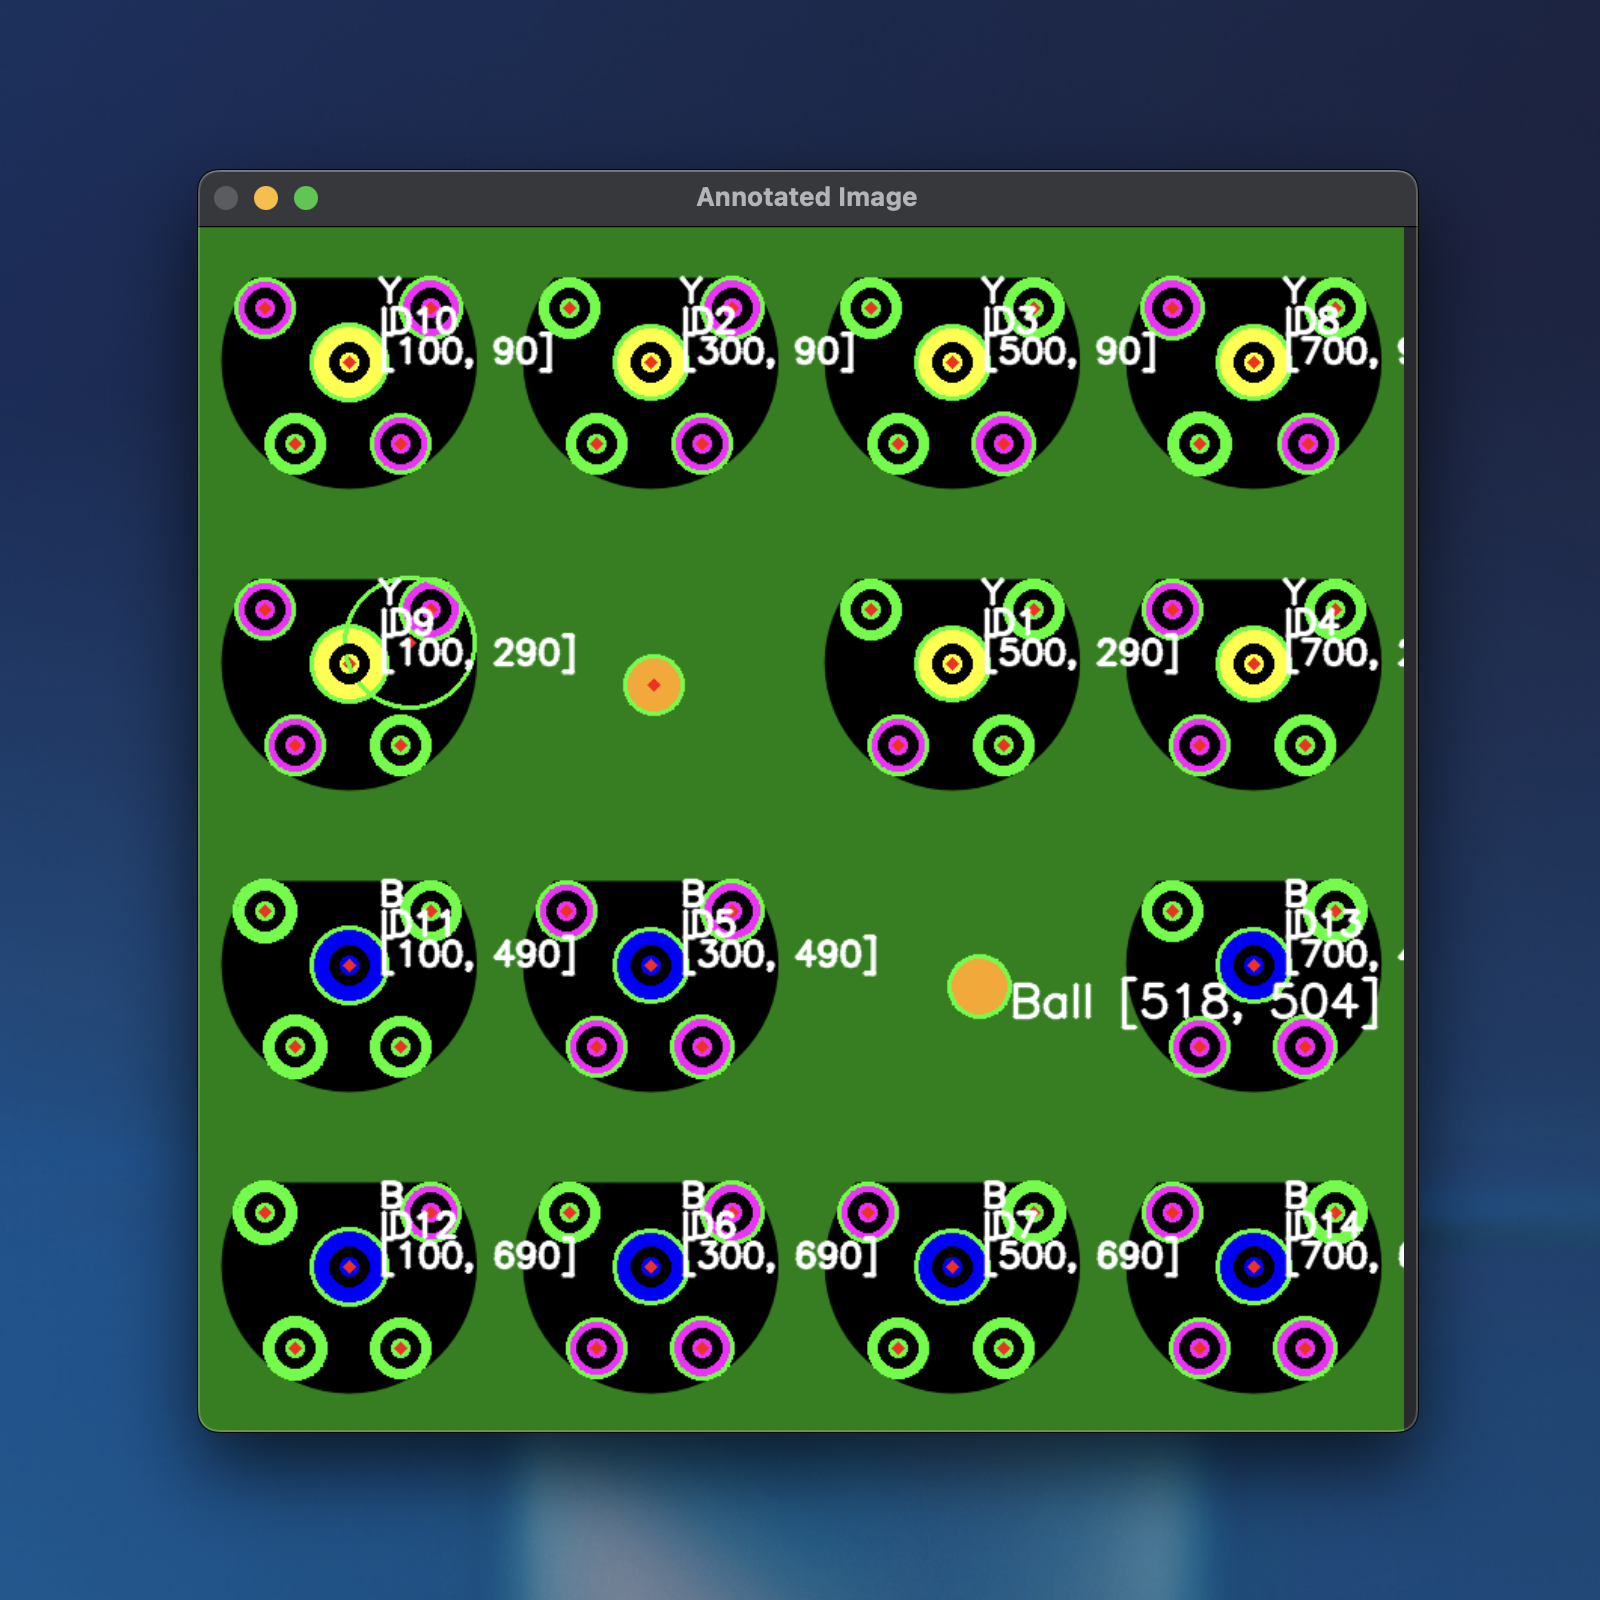 Annotated Image
Y
ID10
[100, 90]
Y
ID2
[300, 90]
Y
ID3
[500, 90]
Y
ID8
[700,
Y
ID9
[100, 290]
Y
ID1
[500, 290]
Y
ID4
[700,
B
ID11
[100, 490]
B
ID5
[300, 490]
B
ID13
[700,
Ball [518, 504]
B
ID12
[100, 690]
B
ID6
[300, 690]
B
ID7
[500, 690]
B
ID14
[700,